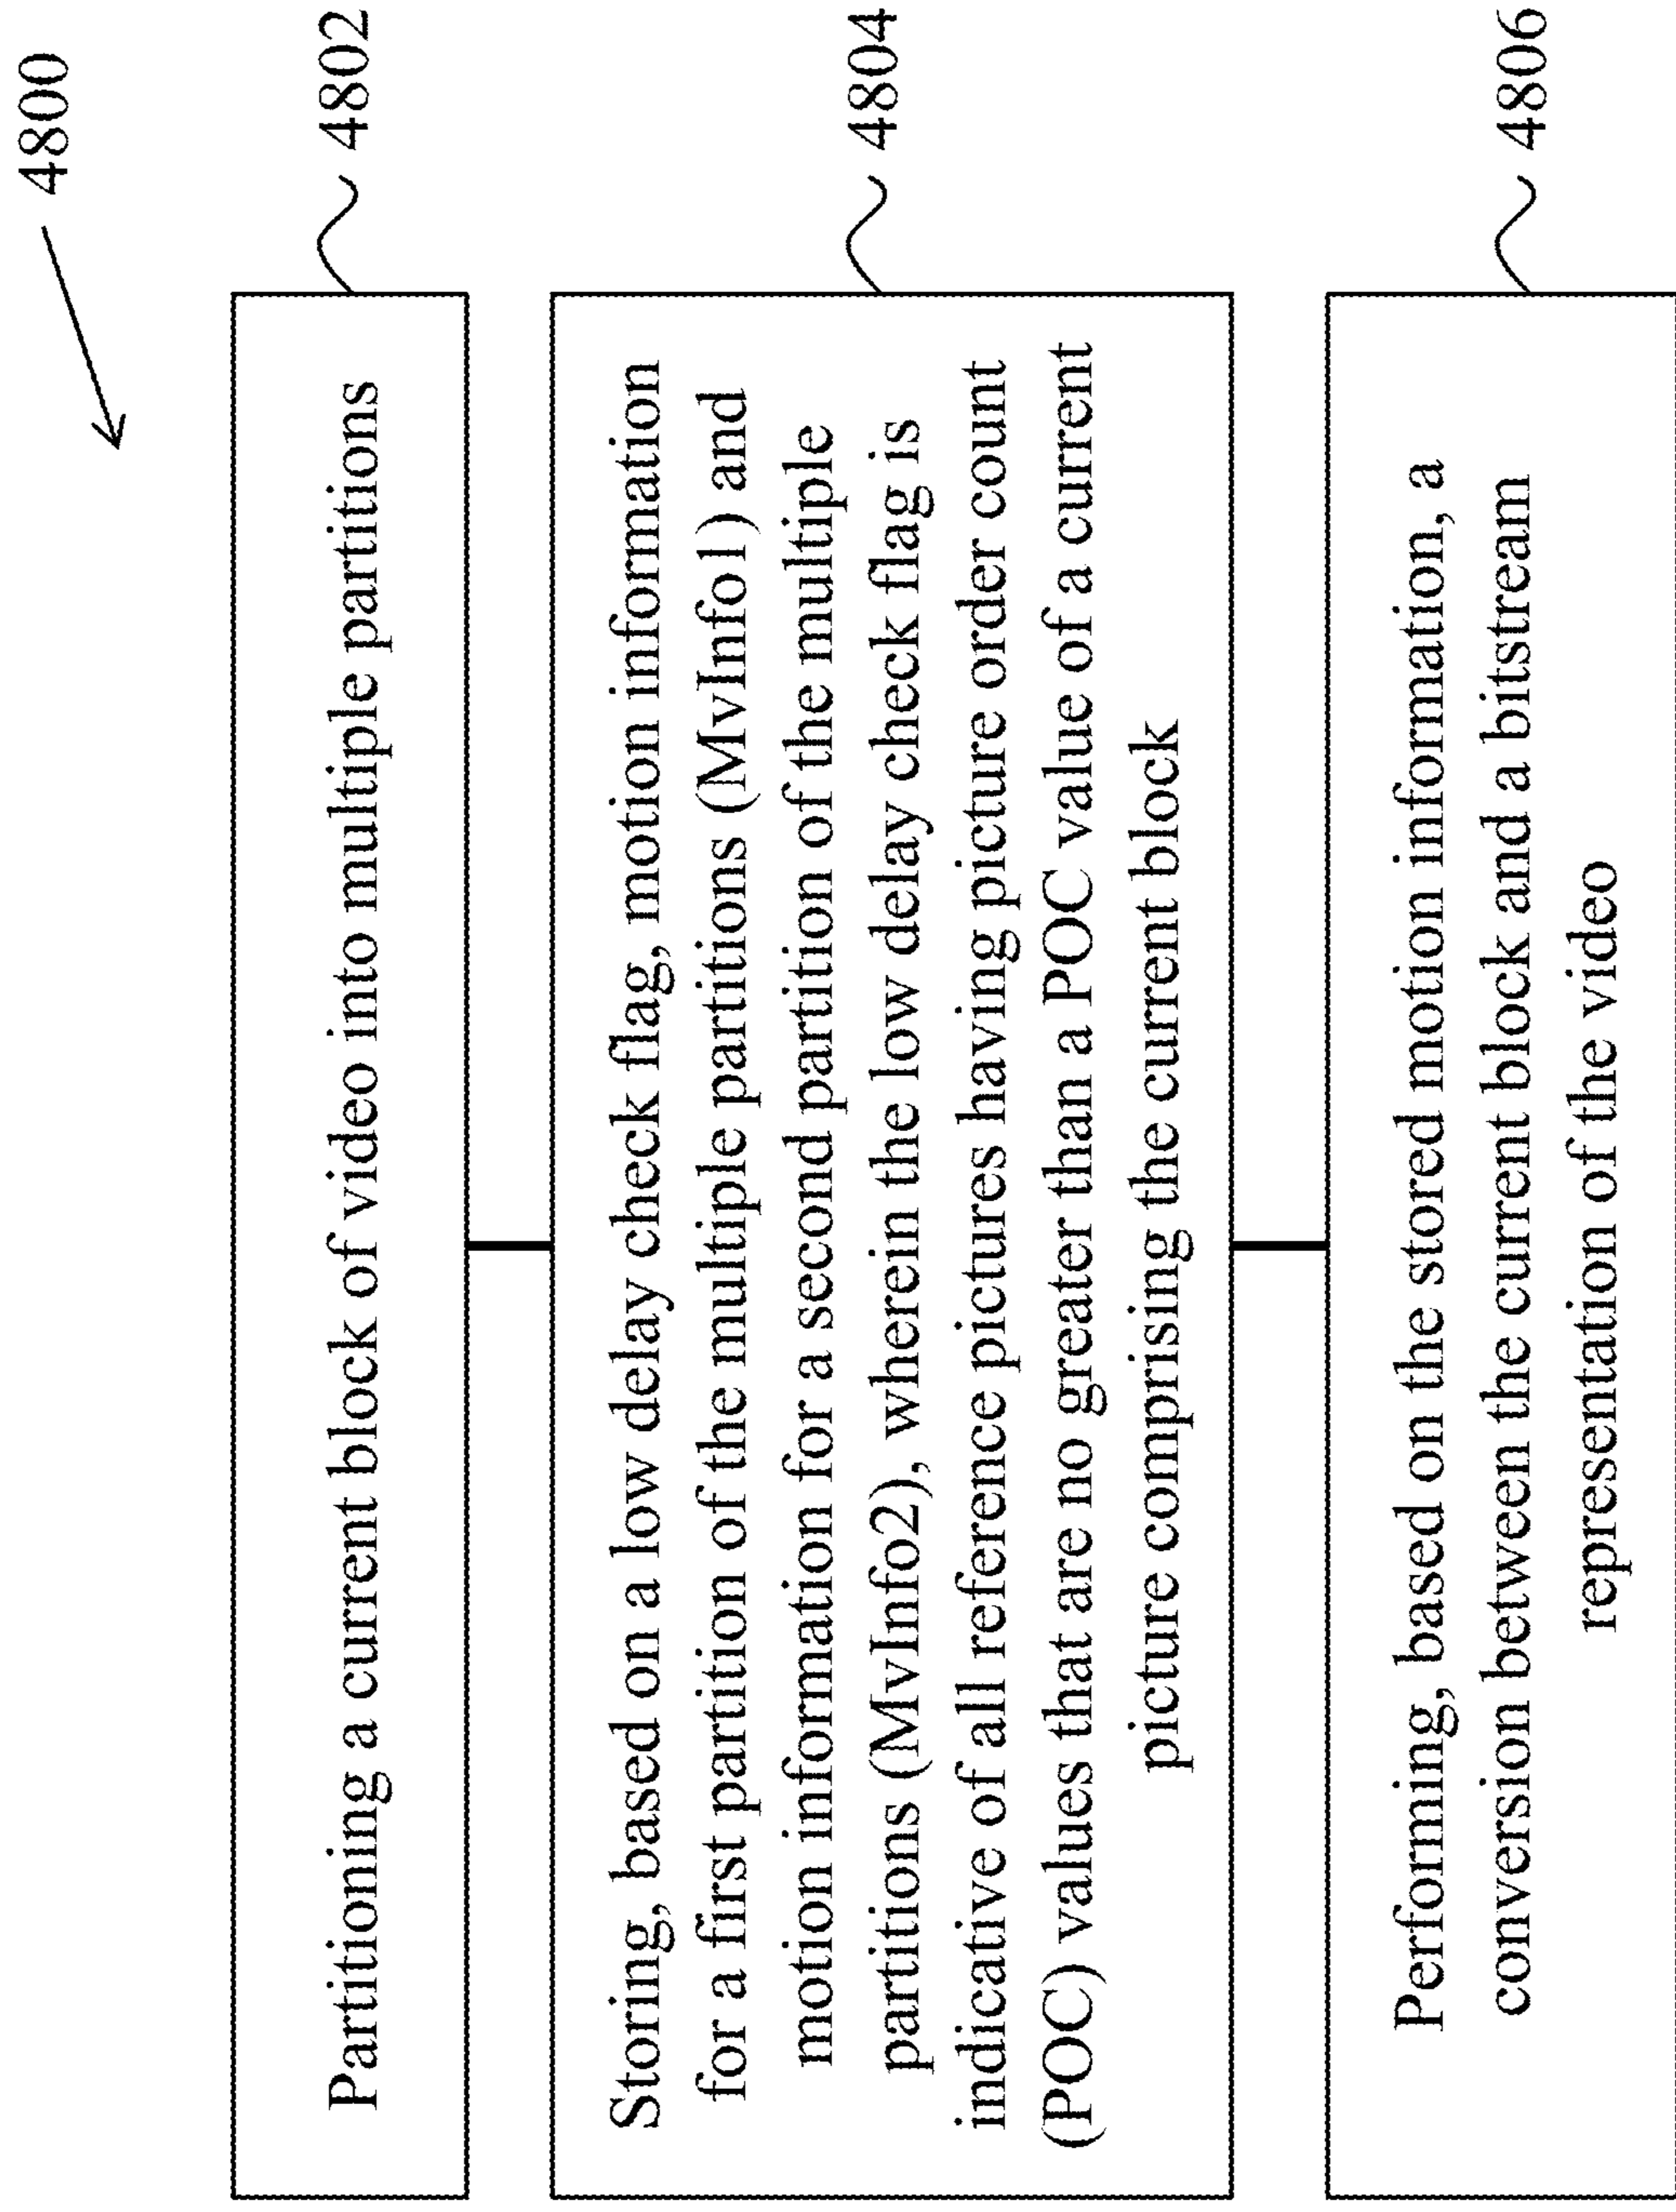 4800
Partitioning a current block of video into multiple partitions
4802
Storing, based on a low delay check flag, motion information
for a first partition of the multiple partitions (MvInfo1) and
motion information for a second partition of the multiple
partitions (MvInfo2), wherein the low delay check flag is
indicative of all reference pictures having picture order count
(POC) values that are no greater than a POC value of a current
picture comprising the current block
4804
Performing, based on the stored motion information, a
conversion between the current block and a bitstream
representation of the video
4806